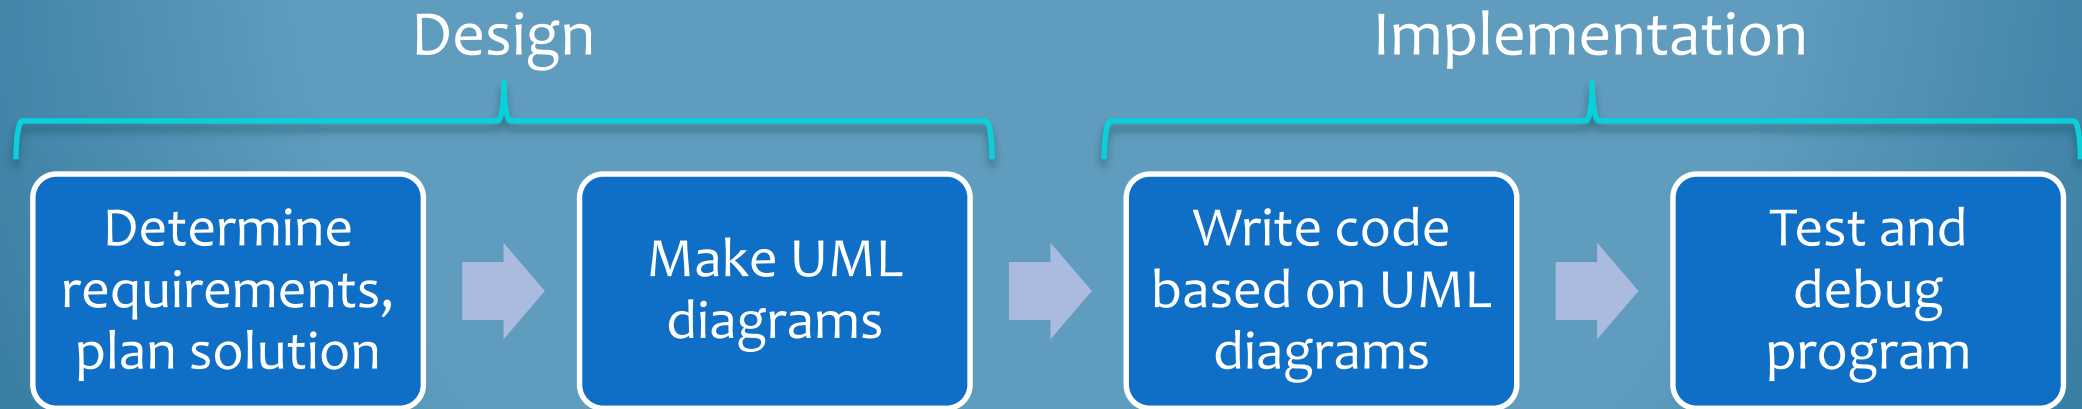 Design
Implementation
Determine
requirements,
plan solution
Make UML
diagrams
Write code
based on UML
diagrams
Test and
debug
program